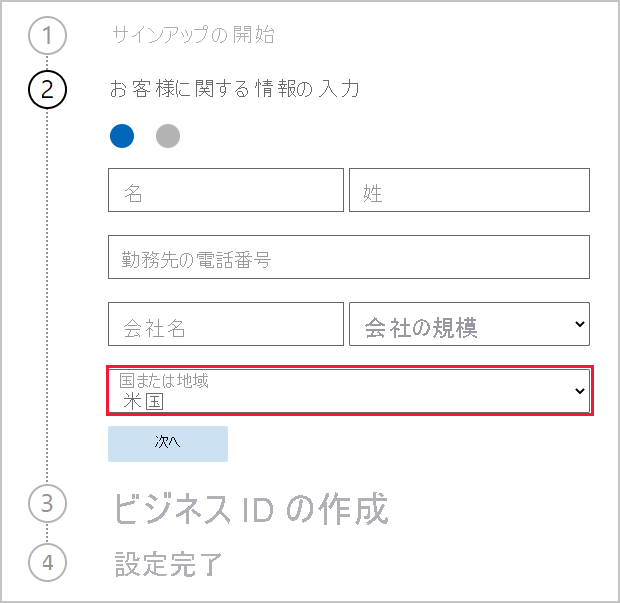 1 サインアップの開始
2 お客様に関する情報の入力
名 姓
勤務先の電話番号
会社名 会社の規模
国または地域
米国
次へ
3 ビジネス ID の作成
4 設定完了